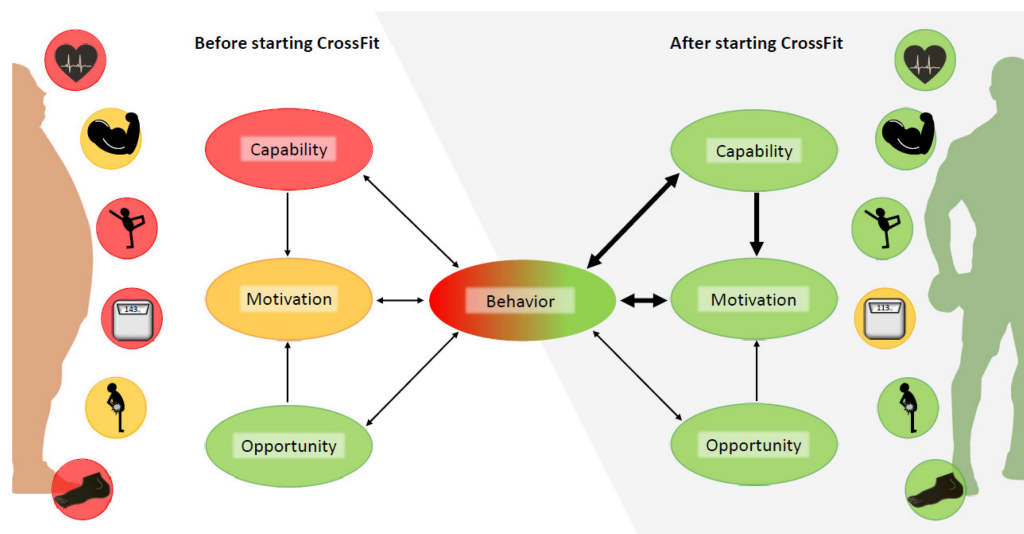 Before starting CrossFit
After starting CrossFit
Capability
Capability
Motivation
Behavior
Motivation
143..
113..
Opportunity
Opportunity